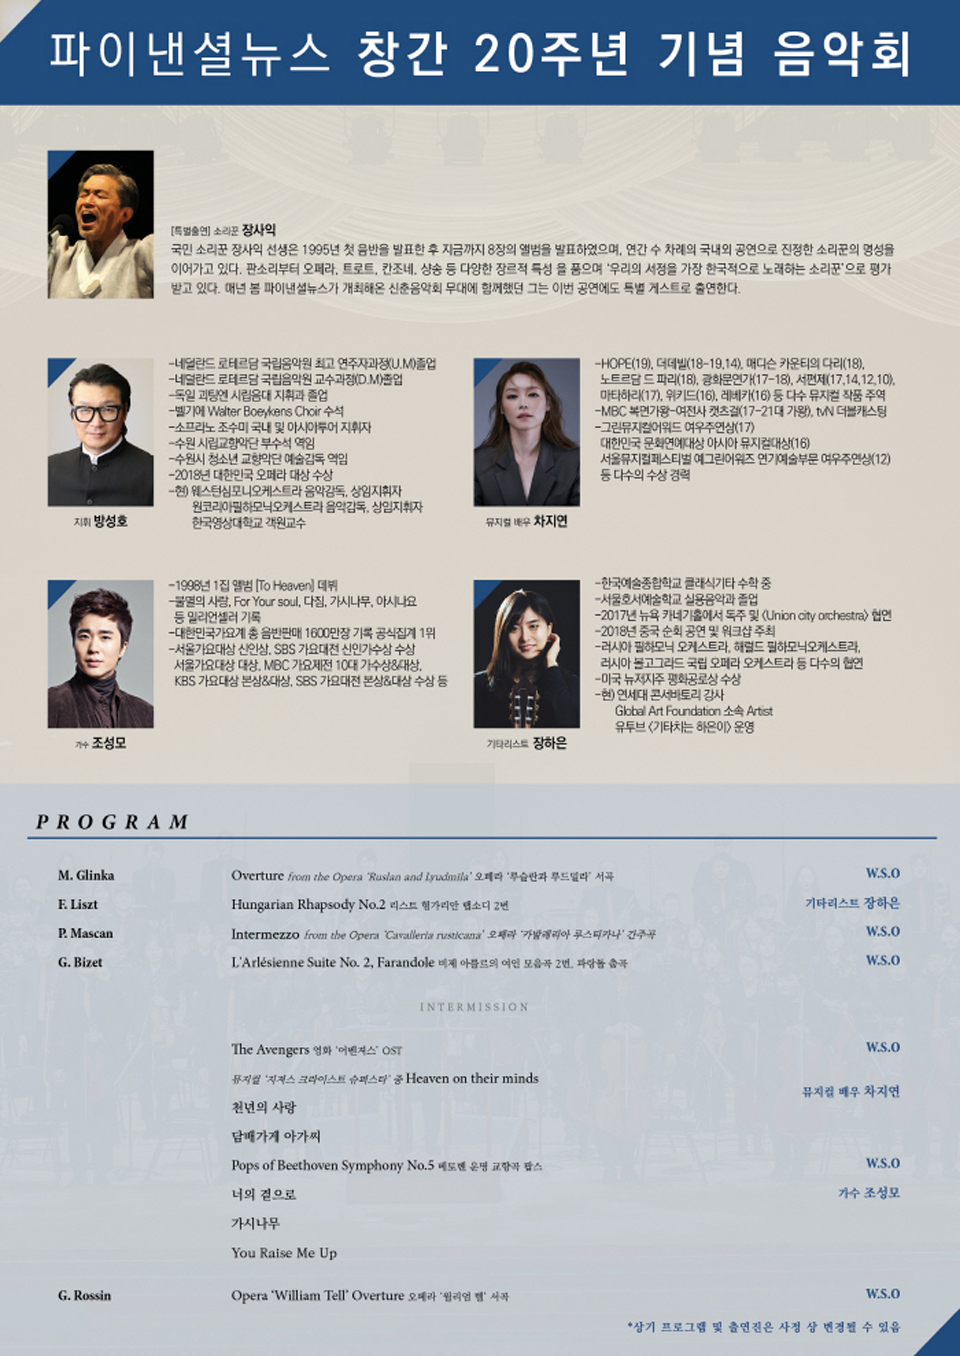 파이낸셜뉴스 창간 20주년 기념 음악회
[특별출연] 소리꾼 장사익
국민 소리꾼 장사익 선생은 1995년 첫 음반을 발표한 후 지금까지 8장의 앨범을 발표하였으며, 연간 수 차례의 국내외 공연으로 진정한 소리꾼의 명성을
이어가고 있다. 판소리부터 오페라, 트로트, 칸조네, 샹송 등 다양한 장르적 특성 을 품으며 '우리의 서정을 가장 한국적으로 노래하는 소리꾼'으로 평가
받고 있다. 매년 봄 파이낸셜뉴스가 개최해온 신춘음악회 무대에 함께했던 그는 이번 공연에도 특별 게스트로 출연한다.
-네덜란드 로테르담 국립음악원 최고 연주자과정(U.M)졸업
-네덜란드 로테르담 국립음악원 교수과정(D.M)졸업
-독일 괴팅엔 시립음대 지휘과 졸업
-벨기에 Walter Boeykens Choir 수석
-소프라노 조수미 국내 및 아시아투어 지휘자
-수원 시립교향악단 부수석 역임
-수원시 청소년 교향악단 예술감독 역임
-2018년 대한민국 오페라 대상 수상
-현) 웨스턴심포니오케스트라 음악감독, 상임지휘자
원코리아필하모닉오케스트라 음악감독, 상임지휘자
한국영상대학교 객원교수
지휘 방성호
-HOPE(19), 더데빌(18-19,14), 매디슨 카운티의 다리(18),
노트르담 드 파리(18), 광화문연가(17-18), 서편제(17,14,12,10),
마타하리(17), 위키드(16), 레베카(16) 등 다수 뮤지컬 작품 주역
-MBC 복면가왕-여전사 캣츠걸(17-21대 가왕), tvN 더블캐스팅
-그린뮤지컬어워드 여우주연상(17)
대한민국 문화연예대상 아시아 뮤지컬대상(16)
서울뮤지컬페스티벌 예그린어워즈 연기예술부문 여우주연상(12)
등 다수의 수상 경력
뮤지컬 배우 차지연
-1998년 1집 앨범 [To Heaven] 데뷔
-불멸의 사랑, For Your soul, 다짐, 가시나무, 아시나요
등 밀리언셀러 기록
-대한민국가요계 총 음반판매 1600만장 기록 공식집계 1위
-서울가요대상 신인상, SBS 가요대전 신인가수상 수상
서울가요대상 대상, MBC 가요제전 10대 가수상&대상,
KBS 가요대상 본상&대상, SBS 가요대전 본상&대상 수상 등
가수 조성모
-한국예술종합학교 클래식기타 수학 중
-서울호서예술학교 실용음악과 졸업
-2017년 뉴욕 카네기홀에서 독주 및 <Union city orchestra> 협연
-2018년 중국 순회 공연 및 워크샵 주최
-러시아 필하모닉 오케스트라, 해럴드 필하모닉오케스트라,
러시아 볼고그라드 국립 오페라 오케스트라 등 다수의 협연
-미국 뉴저지주 평화공로상 수상
-현) 연세대 콘서바토리 강사
Global Art Foundation 소속 Artist
유투브 <기타치는 하은이> 운영
기타리스트 장하은
PROGRAM
M. Glinka Overture from the Opera 'Ruslan and Lyudmila' 오페라 '루슬란과 루드밀라' 서곡 W.S.O
F. Liszt Hungarian Rhapsody No.2 리스트 헝가리안 랩소디 2번 기타리스트 장하은
P. Mascan Intermezzo from the Opera 'Cavalleria rusticana' 오페라 '카발레리아 루스티카나' 간주곡 W.S.O
G. Bizet L'Arlésienne Suite No. 2, Farandole 비제 아를르의 여인 모음곡 2번, 파랑돌 춤곡 W.S.O
INTERMISSION
The Avengers 영화 '어벤져스' OST W.S.O
뮤지컬 '지저스 크라이스트 슈퍼스타' 중 Heaven on their minds
뮤지컬 배우 차지연
천년의 사랑
담배가게 아가씨
Pops of Beethoven Symphony No.5 베토벤 운명 교향곡 팝스 W.S.O
너의 곁으로 가수 조성모
가시나무
You Raise Me Up
G. Rossin Opera 'William Tell' Overture 오페라 '윌리엄 텔' 서곡 W.S.O
*상기 프로그램 및 출연진은 사정 상 변경될 수 있음